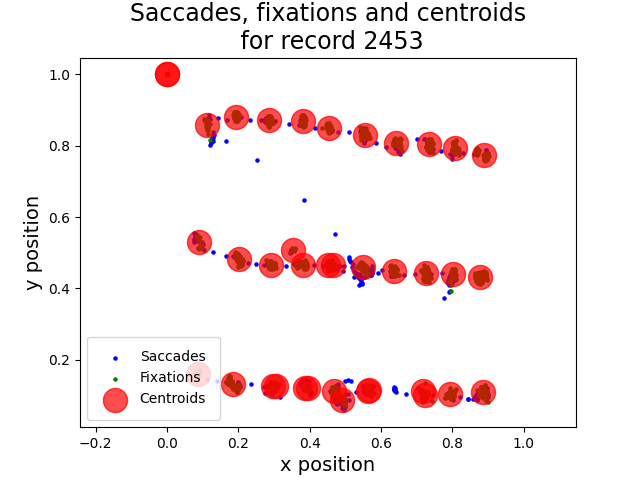 Saccades, fixations and centroids
for record 2453
y position
1.0
0.8
0.6
0.4
0.2
Saccades
Fixations
Centroids
−0.2 0.0 0.2 0.4 0.6 0.8 1.0
x position